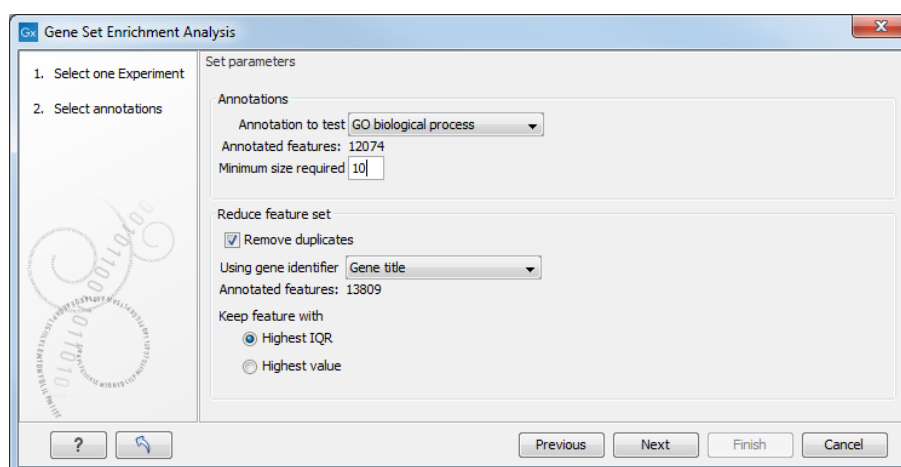 Gx Gene Set Enrichment Analysis
1. Select one Experiment
2. Select annotations
Set parameters
Annotations
Annotation to test GO biological process
Annotated features: 12074
Minimum size required 10
Reduce feature set
Remove duplicates
Using gene identifier Gene title
Annotated features: 13809
Keep feature with
Highest IQR
Highest value
? Previous Next Finish Cancel